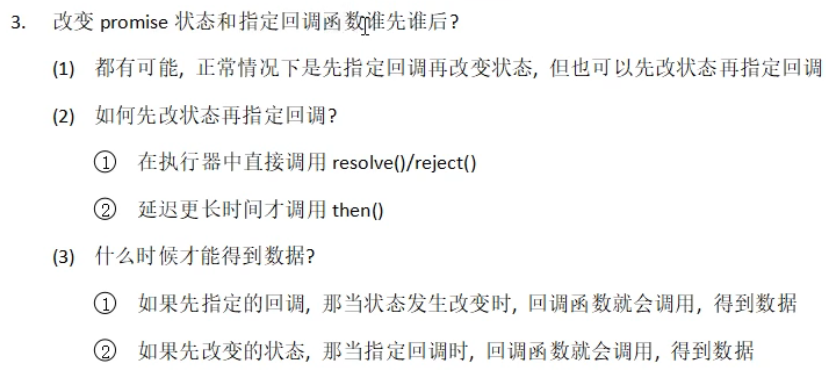 3. 改变 promise 状态和指定回调函数谁先谁后?
(1) 都有可能, 正常情况下是先指定回调再改变状态, 但也可以先改状态再指定回调
(2) 如何先改状态再指定回调?
① 在执行器中直接调用 resolve()/reject()
② 延迟更长时间才调用 then()
(3) 什么时候才能得到数据?
① 如果先指定的回调, 那当状态发生改变时, 回调函数就会调用, 得到数据
② 如果先改变的状态, 那当指定回调时, 回调函数就会调用, 得到数据